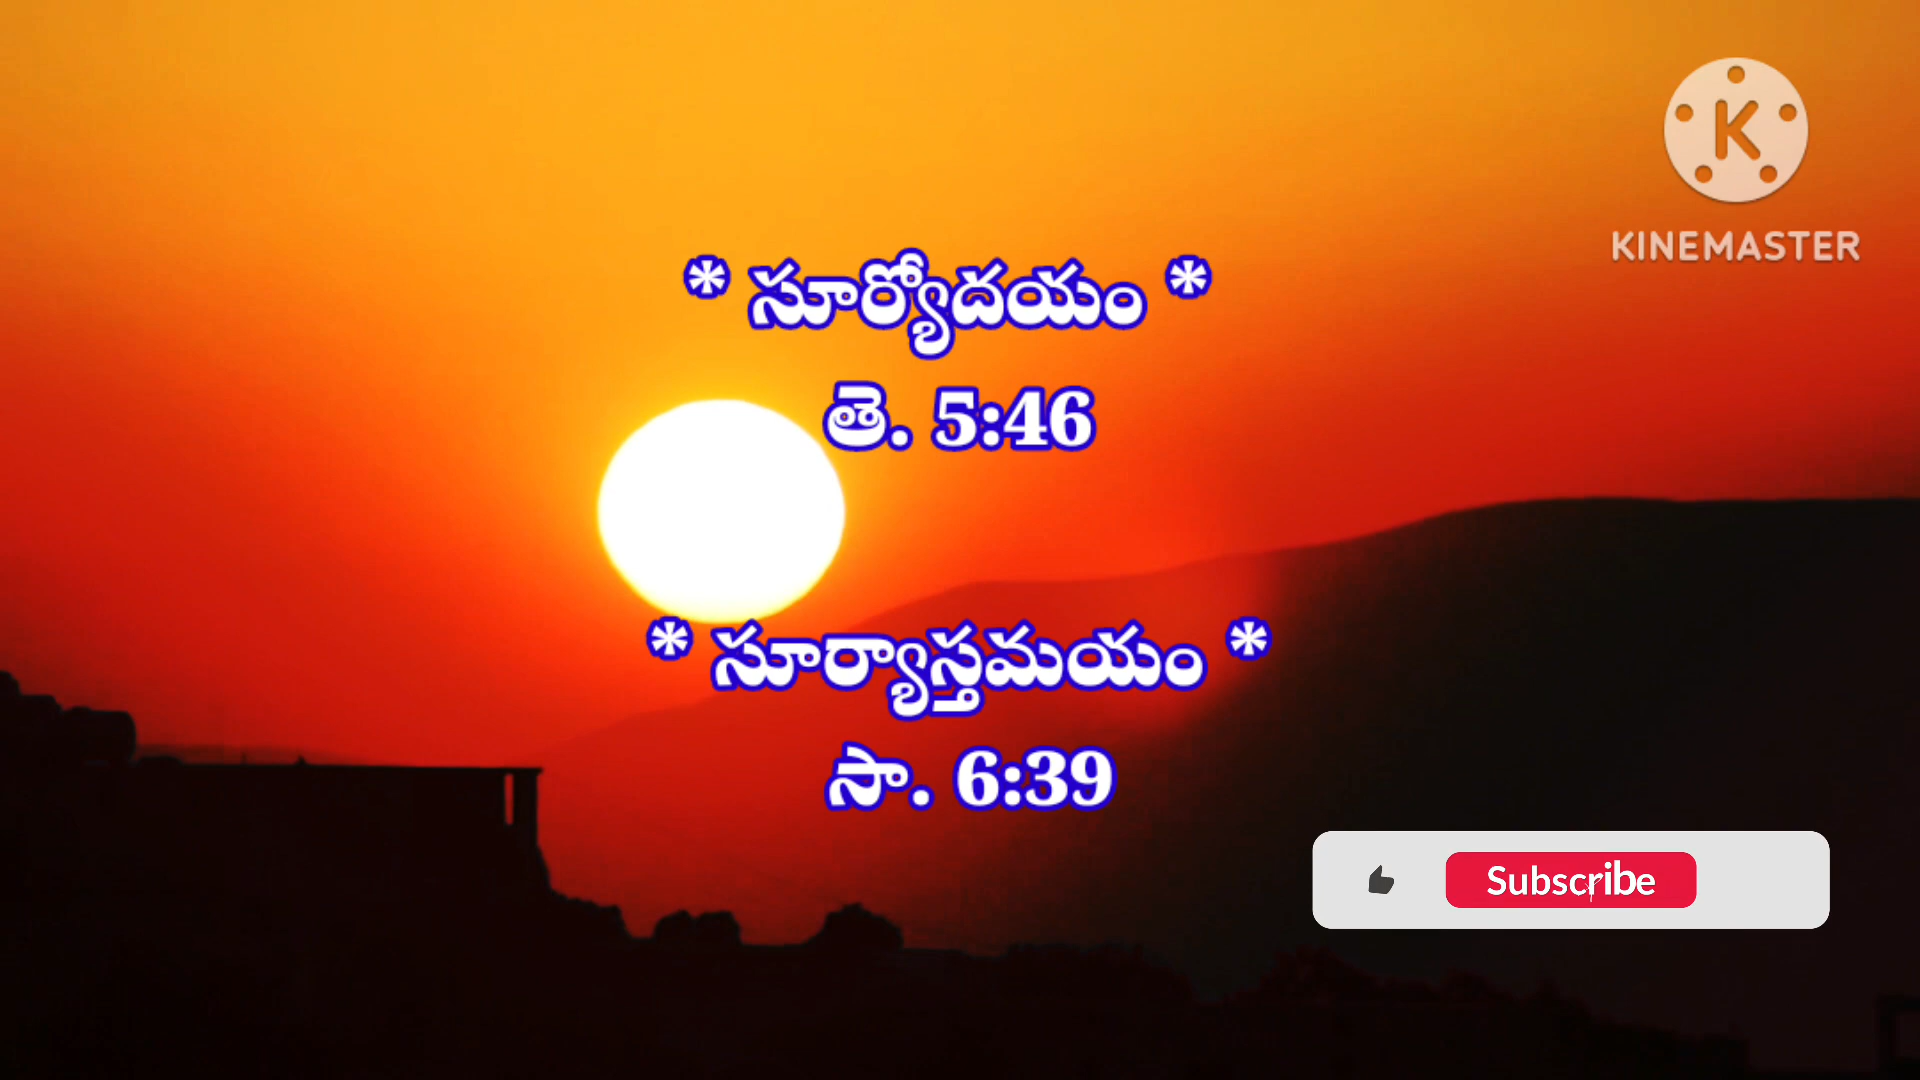 * సూర్యోదయం *
తె. 5:46
* సూర్యాస్తమయం *
సా. 6:39
K
KINEMASTER
Subscribe